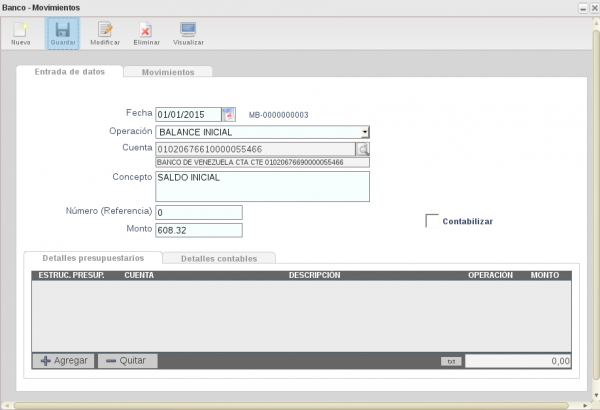 Banco - Movimientos
Nuevo Guardar Modificar Eliminar Visualizar
Entrada de datos Movimientos
Fecha 01/01/2015 MB-0000000003
Operación BALANCE INICIAL
Cuenta 01020676610000055466
BANCO DE VENEZUELA CTA CTE 01020676690000055466
Concepto SALDO INICIAL
Número (Referencia) 0
Contabilizar
Monto 608.32
Detalles presupuestarios Detalles contables
ESTRUC. PRESUP. CUENTA DESCRIPCION OPERACIÓN MONTO
Agregar Quitar txt 0,00